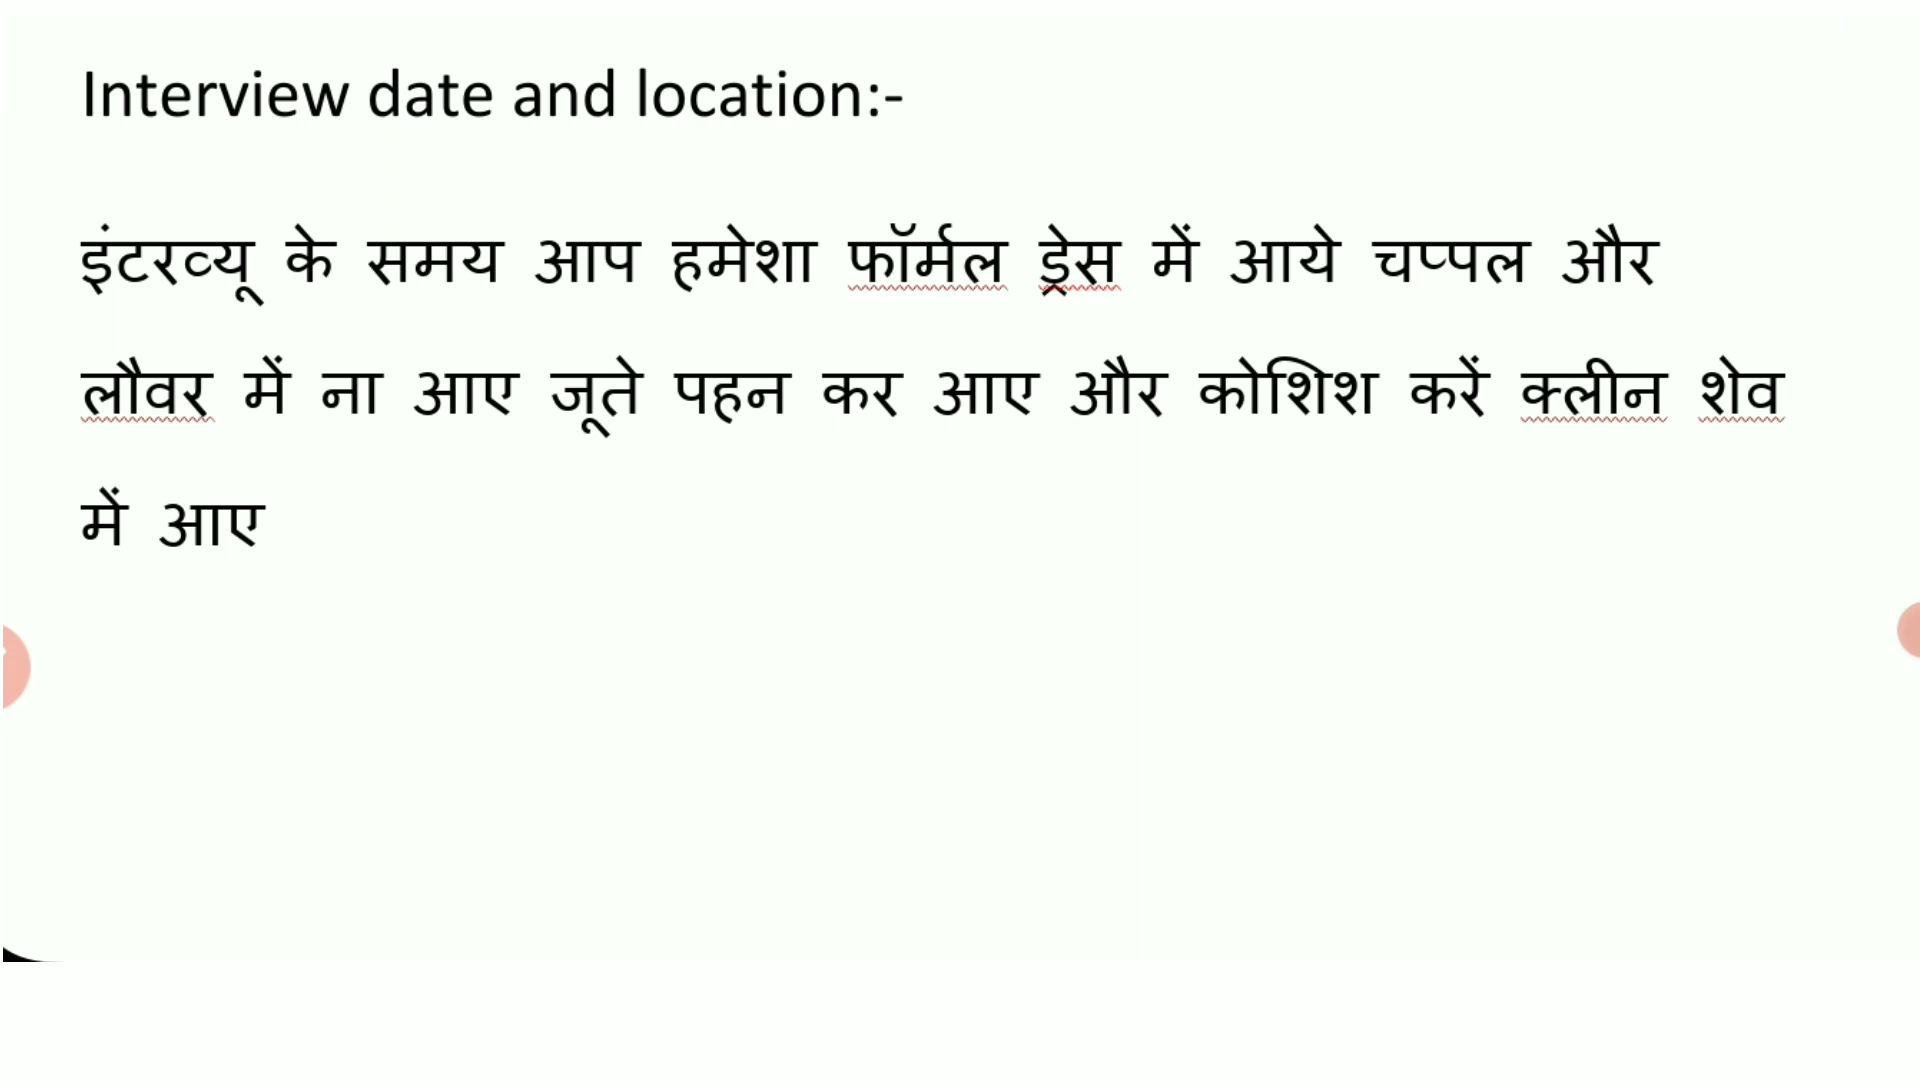 Interview date and location:-
इंटरव्यू के समय आप हमेशा फॉर्मल ड्रेस में आये चप्पल और
लौवर में ना आए जूते पहन कर आए और कोशिश करें क्लीन शेव
में आए